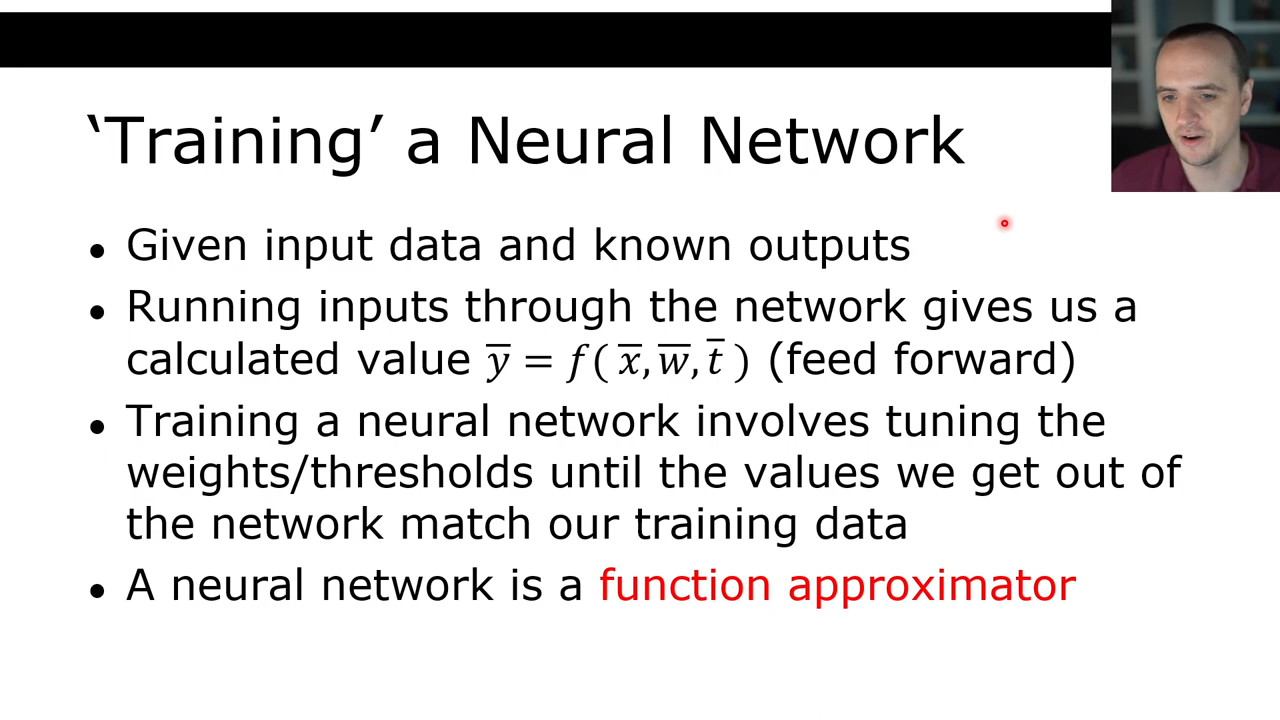 ‘Training’ a Neural Network
• Given input data and known outputs
• Running inputs through the network gives us a
calculated value y̅ = f( x̅, w̅, t̅ ) (feed forward)
• Training a neural network involves tuning the
weights/thresholds until the values we get out of
the network match our training data
• A neural network is a function approximator